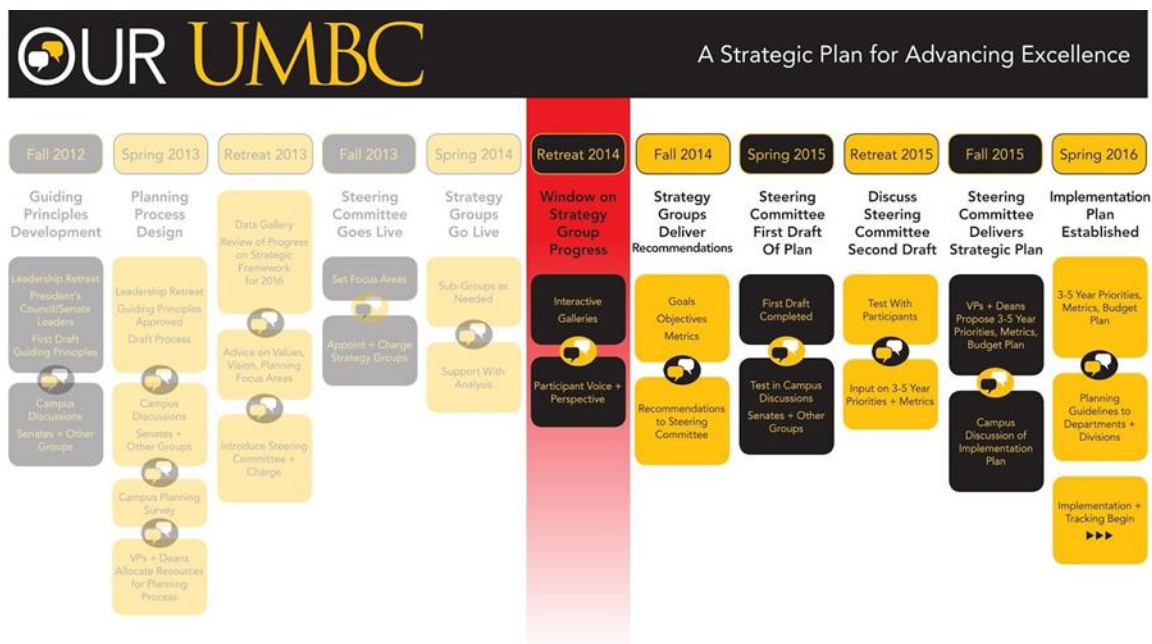 OUR UMBC
A Strategic Plan for Advancing Excellence
Fall 2012
Guiding
Principles
Development
Leadership Retreat
President's
Council/Senate
Leaders
First Draft
Guiding Principles
Campus
Discussions
Senates + Other
Groups
Spring 2013
Planning
Process
Design
Leadership Retreat
Guiding Principles
Approved
Draft Process
Campus
Discussions
Senates +
Other Groups
Campus Planning
Survey
VPs + Deans
Allocate Resources
for Planning
Process
Retreat 2013
Data Gallery
Review of Progress
on Strategic
Framework
for 2016
Advice on Values,
Vision, Planning
Focus Areas
Introduce Steering
Committee +
Charge
Fall 2013
Steering
Committee
Goes Live
Set Focus Areas
Appoint + Charge
Strategy Groups
Spring 2014
Strategy
Groups
Go Live
Sub-Groups as
Needed
Support With
Analysis
Retreat 2014
Window on
Strategy
Group
Progress
Interactive
Galleries
Participant Voice +
Perspective
Fall 2014
Strategy
Groups
Deliver
Recommendations
Goals
Objectives
Metrics
Recommendations
to Steering
Committee
Spring 2015
Steering
Committee
First Draft
Of Plan
First Draft
Completed
Test in Campus
Discussions
Senates + Other
Groups
Retreat 2015
Discuss
Steering
Committee
Second Draft
Test With
Participants
Input on 3-5 Year
Priorities + Metrics
Fall 2015
Steering
Committee
Delivers
Strategic Plan
VPs + Deans
Propose 3-5 Year
Priorities, Metrics,
Budget Plan
Campus
Discussion of
Implementation
Plan
Spring 2016
Implementation
Plan
Established
3-5 Year Priorities,
Metrics, Budget
Plan
Planning
Guidelines to
Departments +
Divisions
Implementation +
Tracking Begin